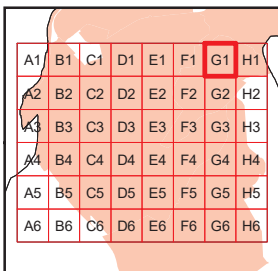 A1 B1 C1 D1 E1 F1 G1 H1
A2 B2 C2 D2 E2 F2 G2 H2
A3 B3 C3 D3 E3 F3 G3 H3
A4 B4 C4 D4 E4 F4 G4 H4
A5 B5 C5 D5 E5 F5 G5 H5
A6 B6 C6 D6 E6 F6 G6 H6